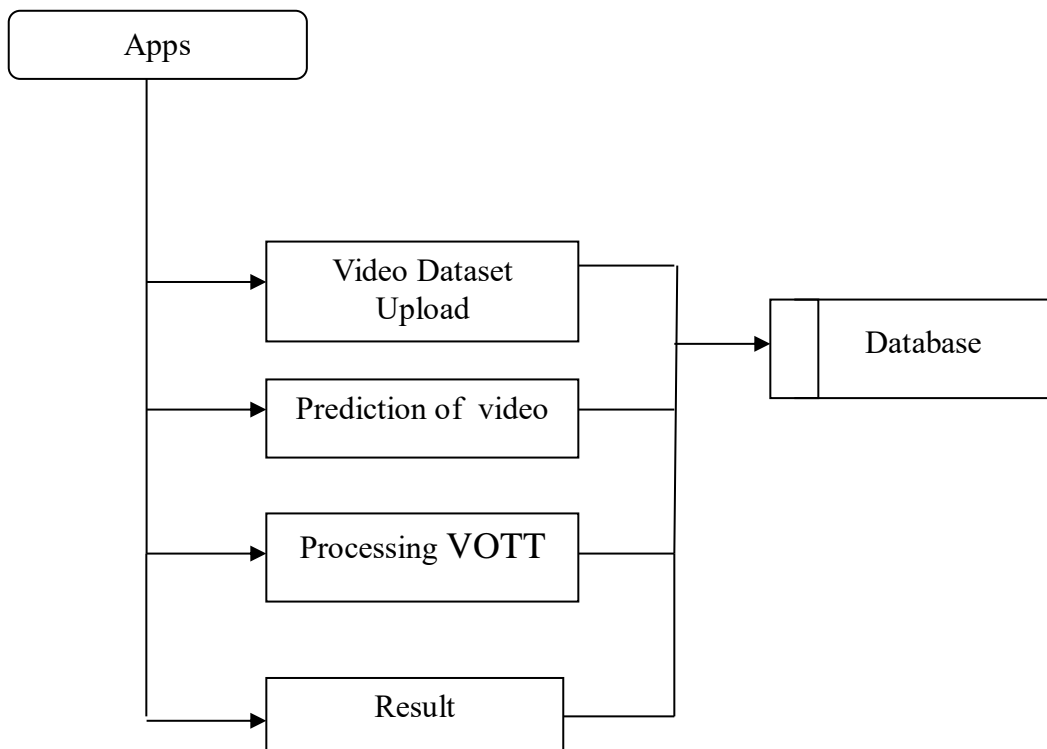 Apps
Video Dataset
Upload
Database
Prediction of video
Processing VOTT
Result